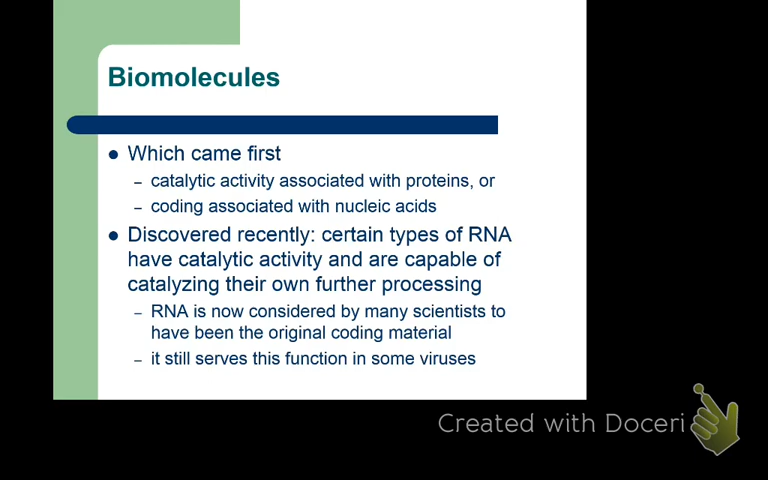 Biomolecules
Which came first
– catalytic activity associated with proteins, or
– coding associated with nucleic acids
Discovered recently: certain types of RNA
have catalytic activity and are capable of
catalyzing their own further processing
– RNA is now considered by many scientists to
have been the original coding material
– it still serves this function in some viruses
Created with Doceri